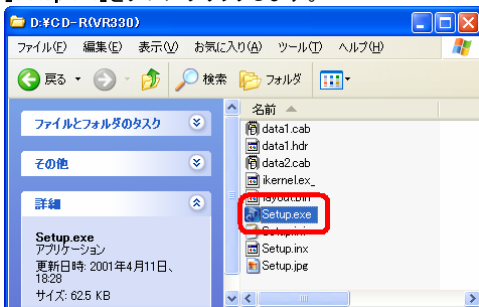 D:¥CD-R(VR330)
ファイル(F) 編集(E) 表示(V) お気に入り(A) ツール(T) ヘルプ(H)
戻る 検索 フォルダ
ファイルとフォルダのタスク
その他
詳細
Setup.exe
アプリケーション
更新日時: 2001年4月11日、
18:28
サイズ: 62.5 KB
名前
data1.cab
data1.hdr
data2.cab
ikernel.ex_
layout.bin
Setup.exe
Setup.ini
Setup.inx
Setup.jpg